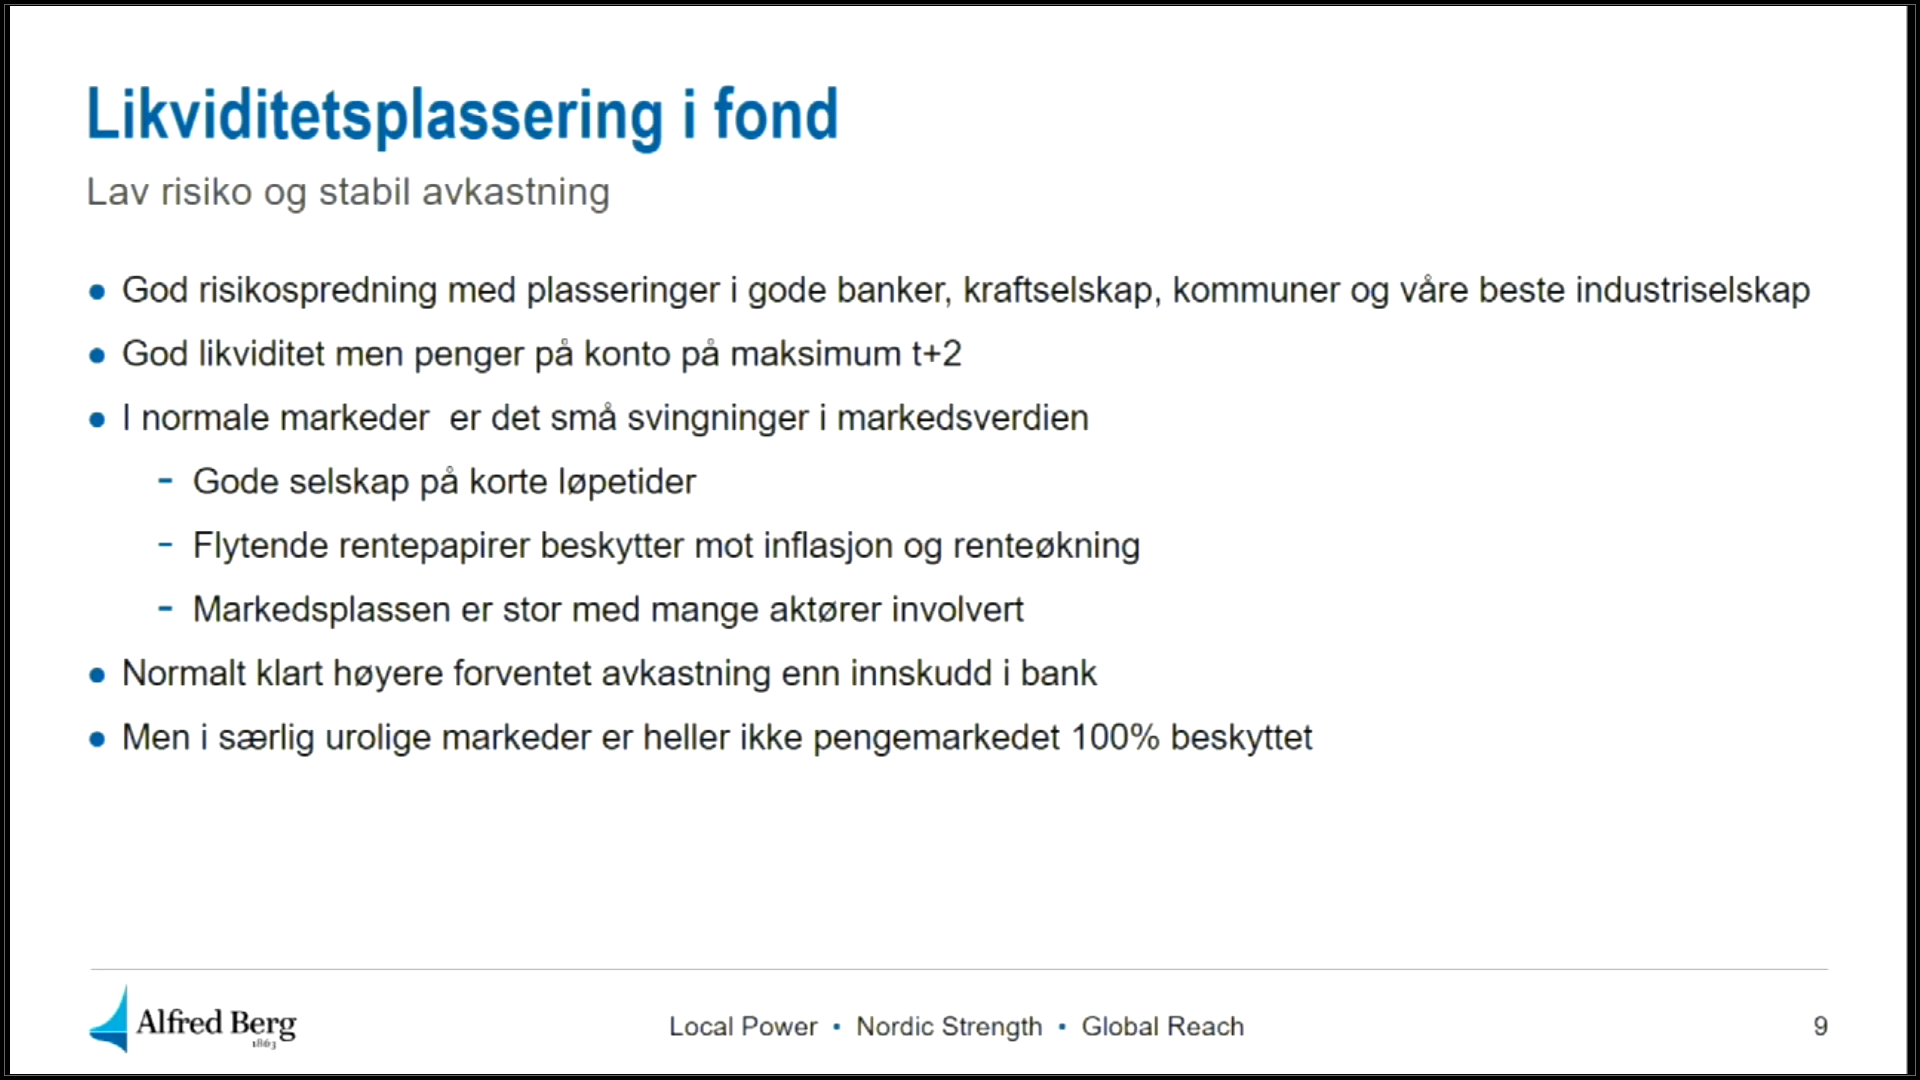 Likviditetsplassering i fond
Lav risiko og stabil avkastning
● God risikospredning med plasseringer i gode banker, kraftselskap, kommuner og våre beste industriselskap
● God likviditet men penger på konto på maksimum t+2
● I normale markeder  er det små svingninger i markedsverdien
- Gode selskap på korte løpetider
- Flytende rentepapirer beskytter mot inflasjon og renteøkning
- Markedsplassen er stor med mange aktører involvert
● Normalt klart høyere forventet avkastning enn innskudd i bank
● Men i særlig urolige markeder er heller ikke pengemarkedet 100% beskyttet
Alfred Berg
1863
Local Power • Nordic Strength • Global Reach
9